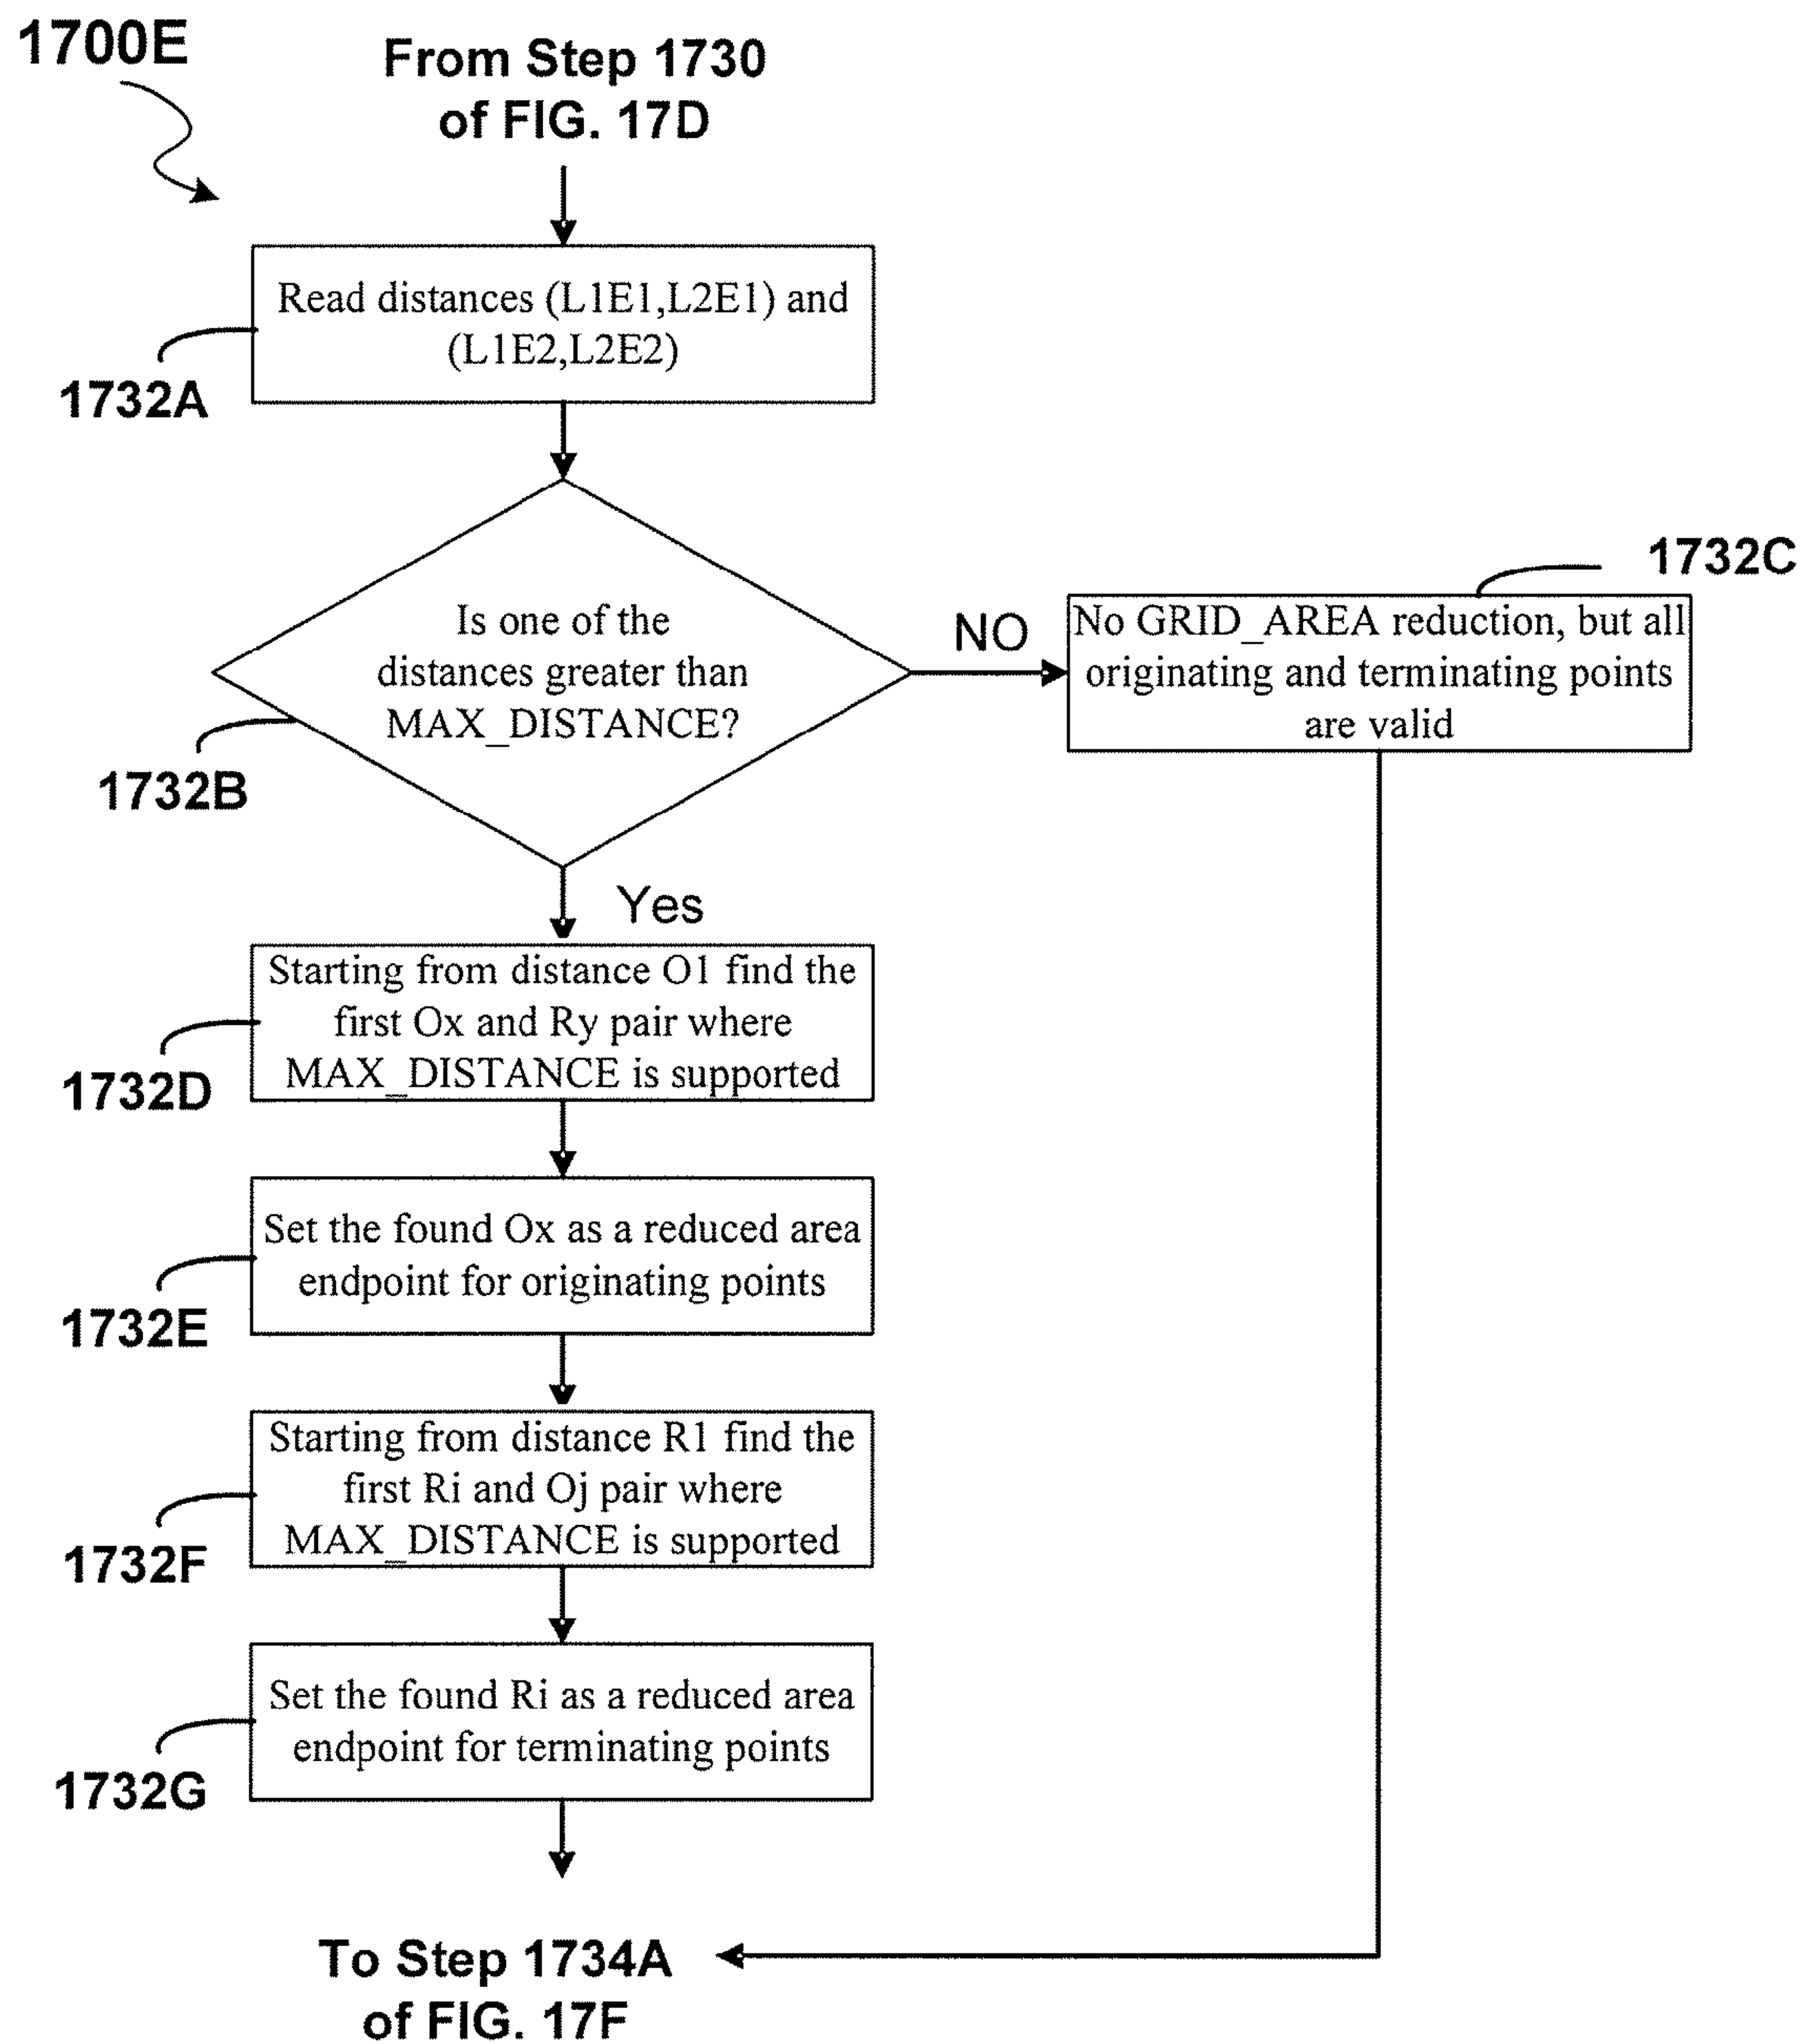 1700E
From Step 1730
of FIG. 17D
Read distances (L1E1,L2E1) and
(L1E2,L2E2)
1732A
Is one of the
distances greater than
MAX_DISTANCE?
1732B
NO
1732C
No GRID_AREA reduction, but all
originating and terminating points
are valid
Yes
Starting from distance O1 find the
first Ox and Ry pair where
MAX_DISTANCE is supported
1732D
Set the found Ox as a reduced area
endpoint for originating points
1732E
Starting from distance R1 find the
first Ri and Oj pair where
MAX_DISTANCE is supported
1732F
Set the found Ri as a reduced area
endpoint for terminating points
1732G
To Step 1734A
of FIG. 17F